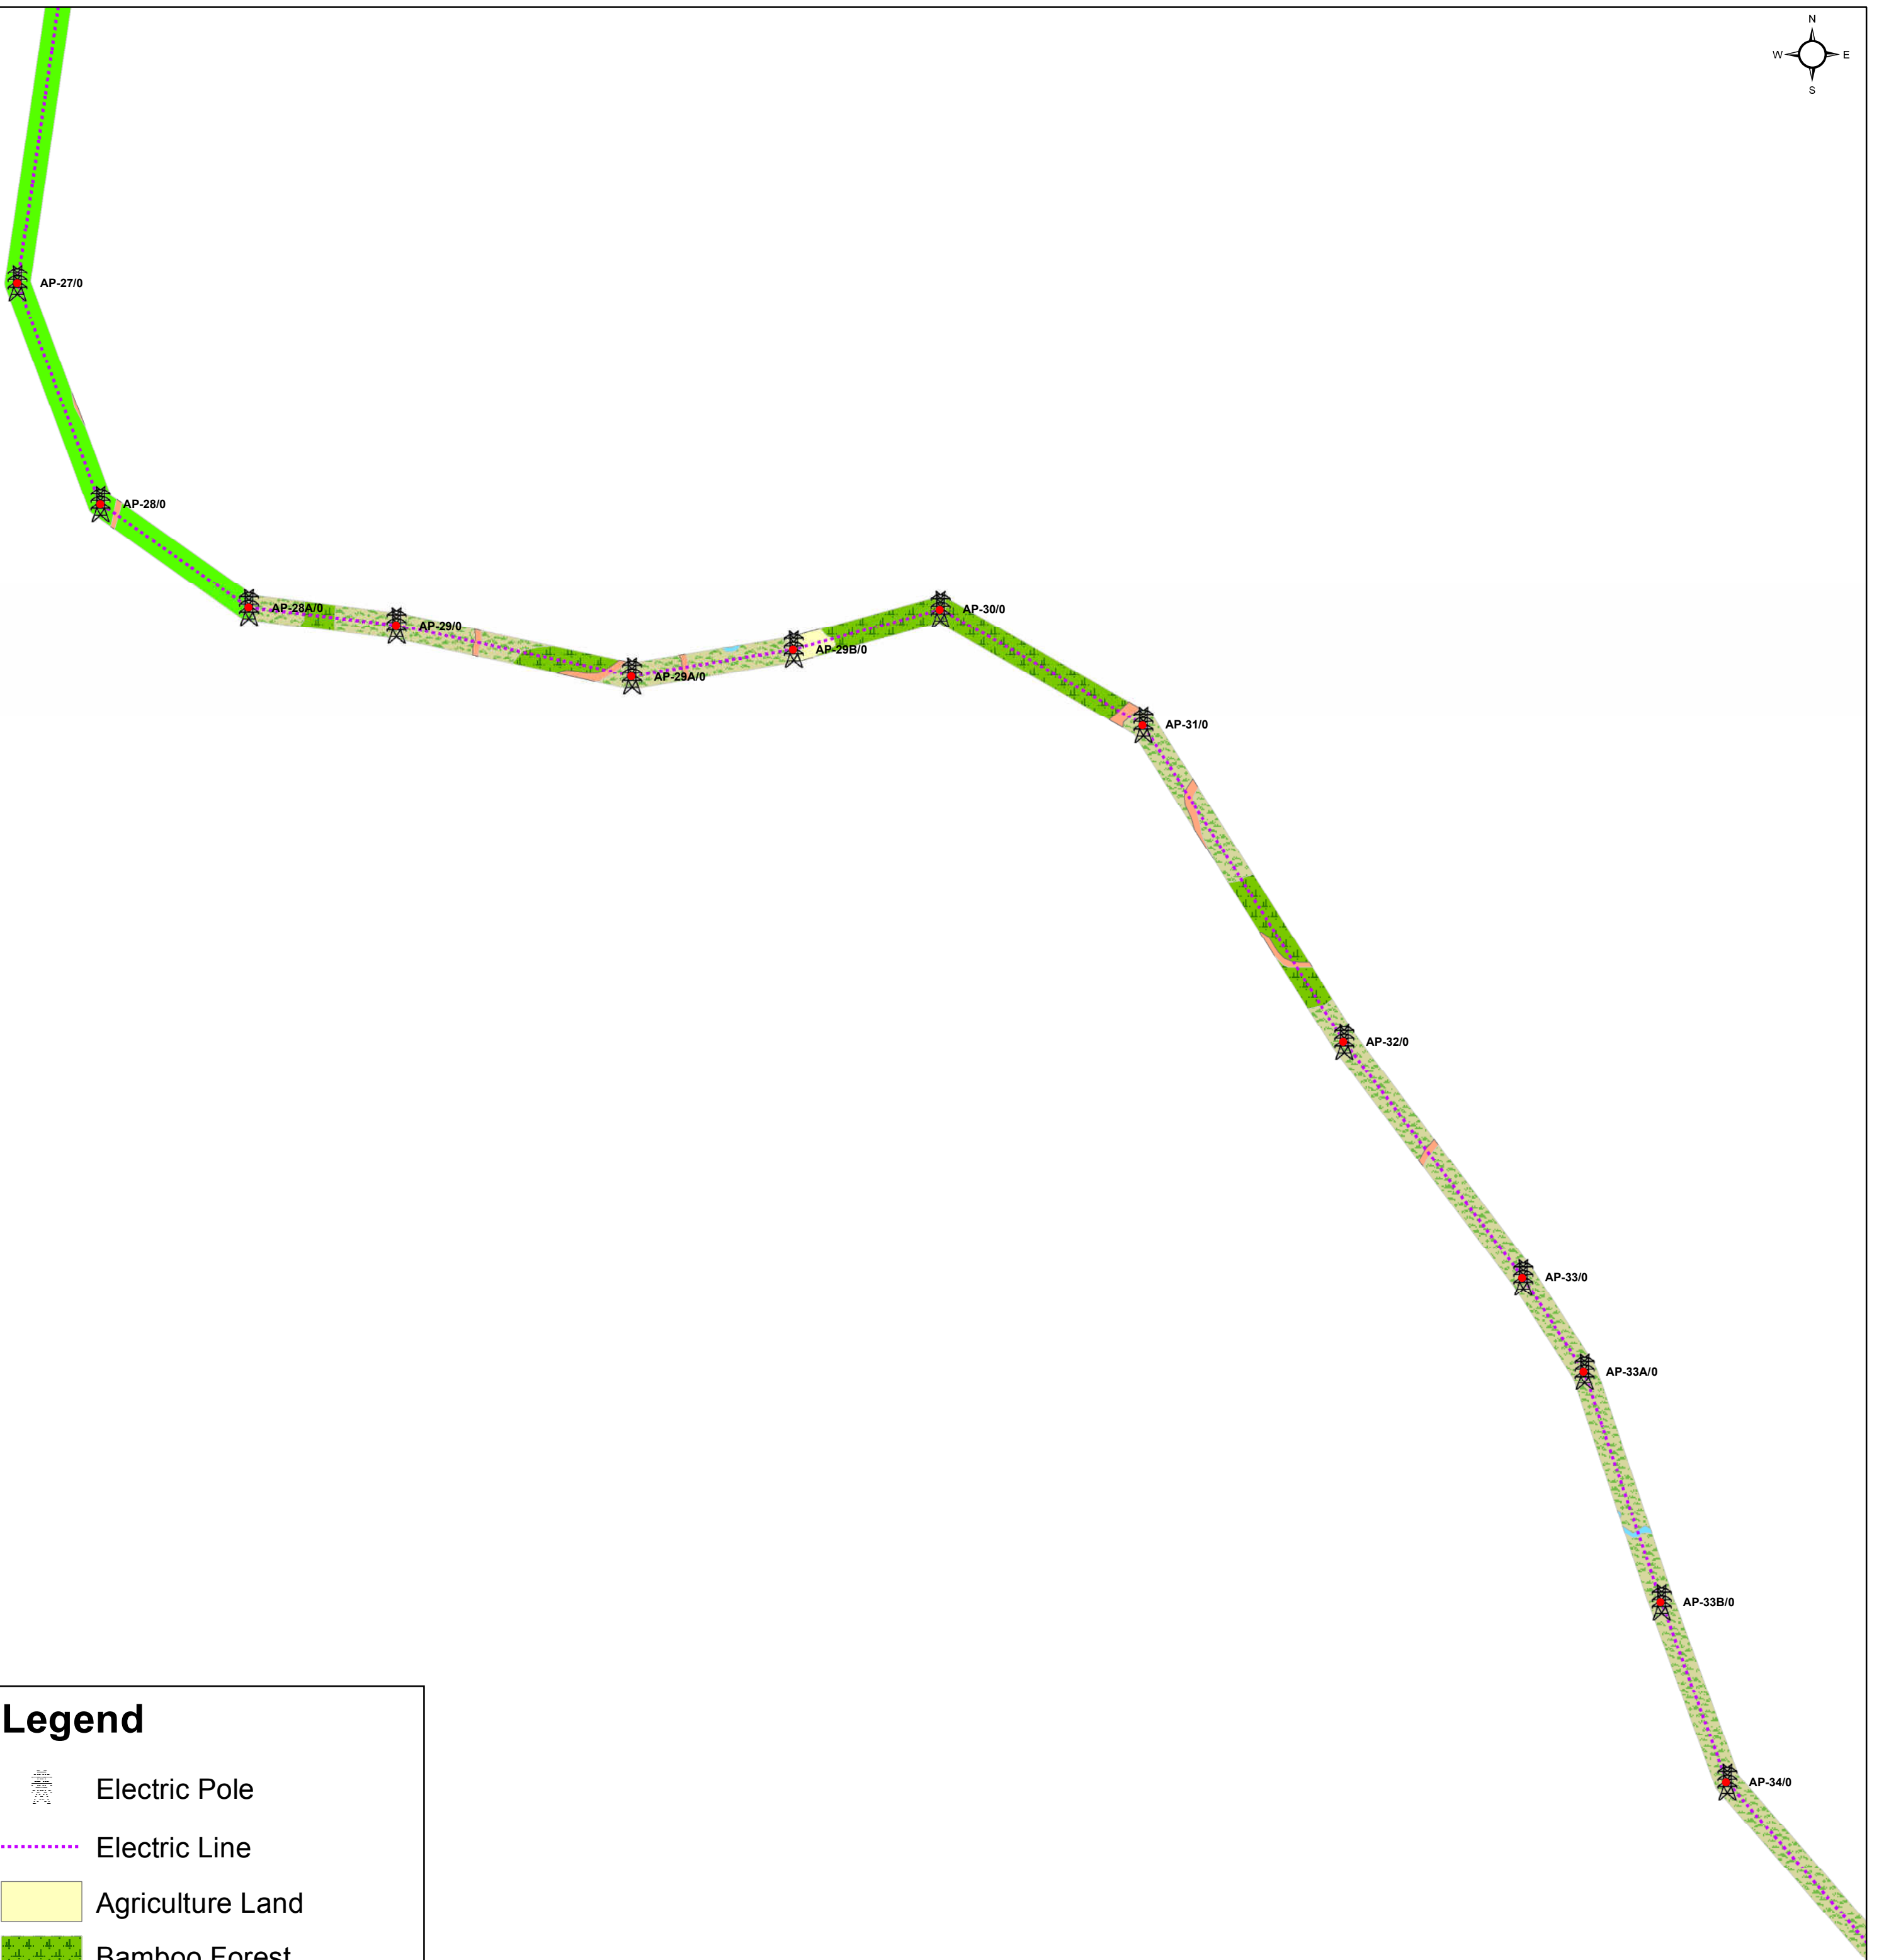 N
W E
S
AP-27/0
AP-28/0
AP-28A/0
AP-30/0
AP-29/0
AP-29B/0
AP-29A/0
AP-31/0
AP-32/0
AP-33/0
AP-33A/0
AP-33B/0
AP-34/0
Legend
Electric Pole
Electric Line
Agriculture Land
Bamboo Forest